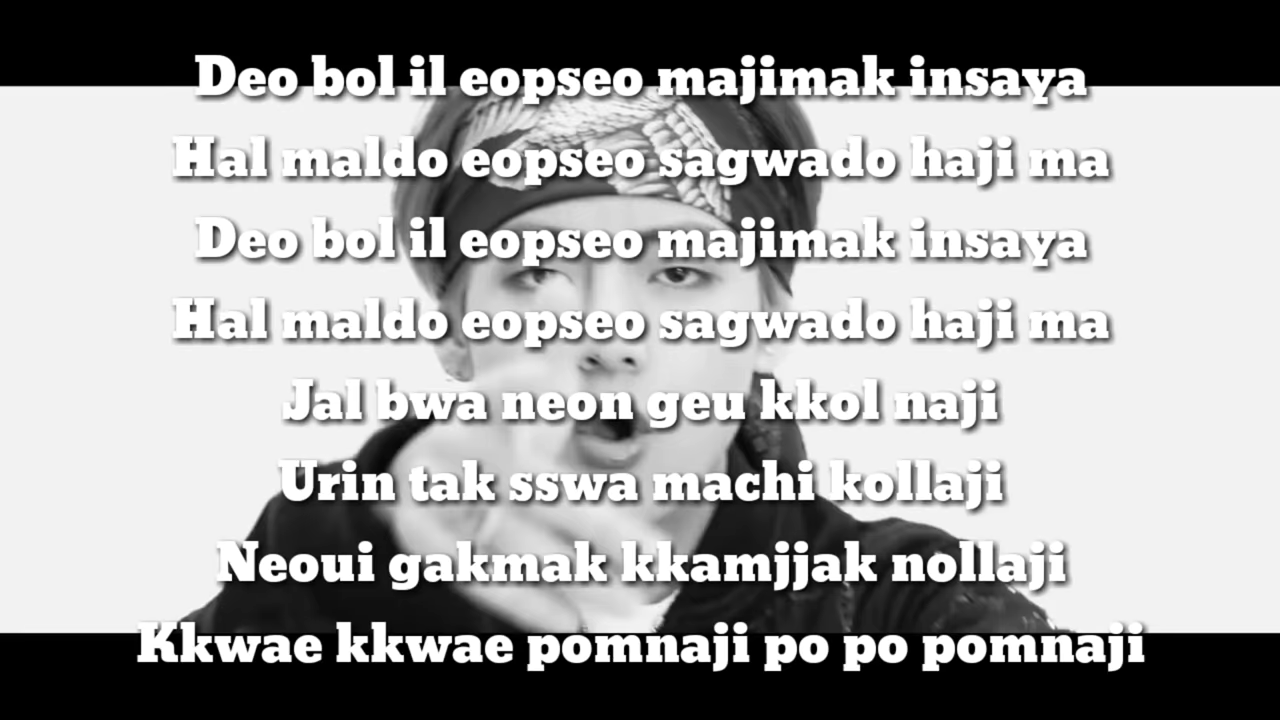 Deo bol il eopseo majimak insaya
Hal maldo eopseo sagwado haji ma
Deo bol il eopseo majimak insaya
Hal maldo eopseo sagwado haji ma
Jal bwa neon geu kkol naji
Urin tak sswa machi kollaji
Neoui gakmak kkamjjak nollaji
Kkwae kkwae pomnaji po po pomnaji